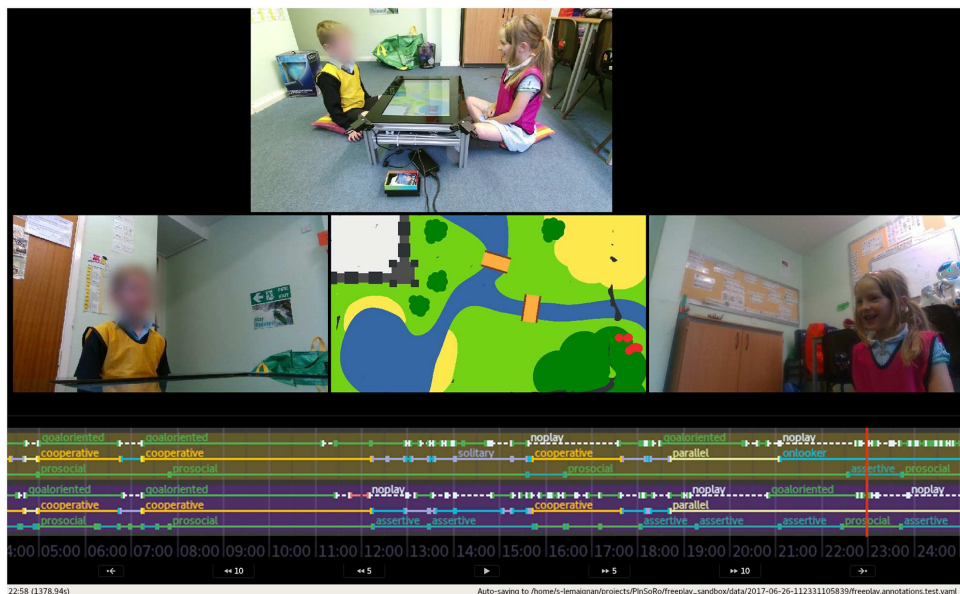 FIRE
EXIT
goaloriented goaloriented noplay goaloriented noplay
cooperative cooperative solitary cooperative parallel onlooker
prosocial prosocial prosocial assertive prosocial
goaloriented goaloriented noplay noplay goaloriented noplay
cooperative cooperative cooperative parallel
prosocial prosocial assertive assertive assertive assertive assertive prosocial assertive
4:00 05:00 06:00 07:00 08:00 09:00 10:00 11:00 12:00 13:00 14:00 15:00 16:00 17:00 18:00 19:00 20:00 21:00 22:00 23:00 24:00
10 5 5 10
22:58 (1378.94s) Auto-saving to /home/s-lemaignan/projects/PInSoRo/freeplay_sandbox/data/2017-06-26-112331105839/freeplay.annotations.test.yaml